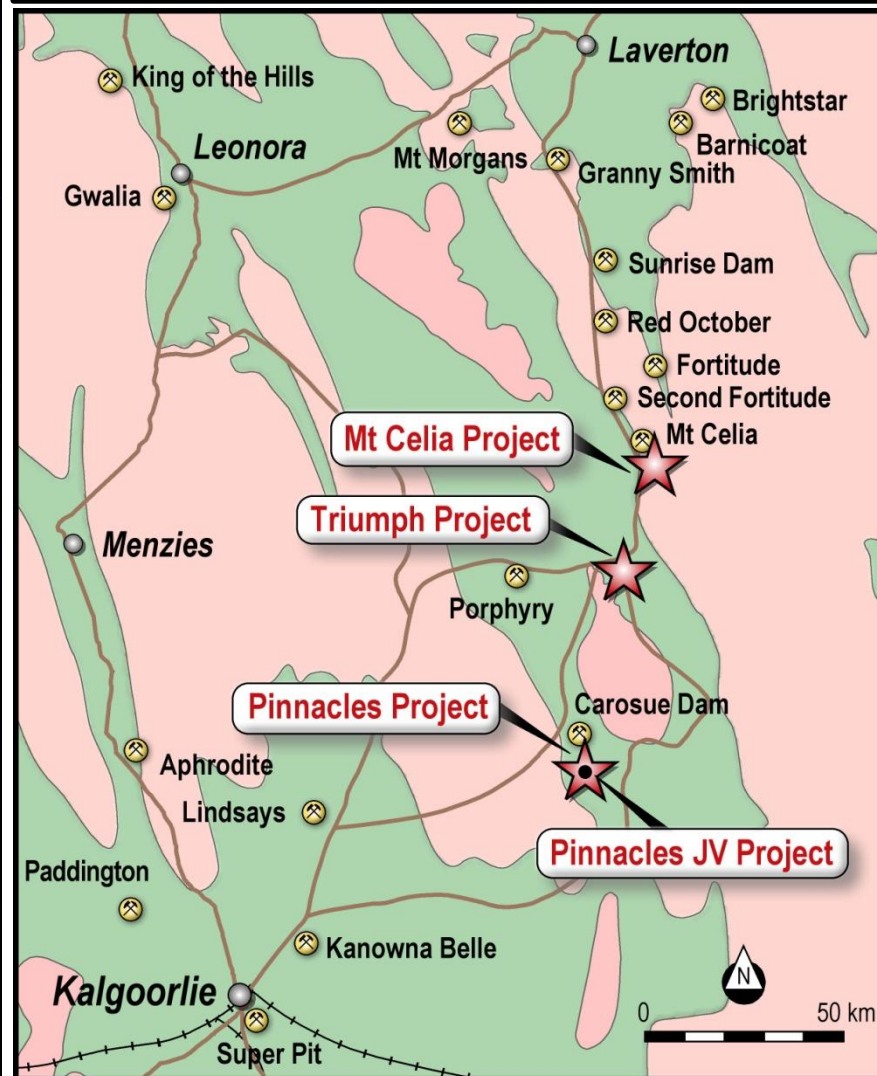 Laverton
King of the Hills
Brightstar
Leonora
Mt Morgans
Barnicoat
Granny Smith
Gwalia
Sunrise Dam
Red October
Fortitude
Second Fortitude
Mt Celia Project
Mt Celia
Triumph Project
Menzies
Porphyry
Pinnacles Project
Carosue Dam
Aphrodite
Lindsays
Pinnacles JV Project
Paddington
Kanowna Belle
N
Kalgoorlie
0 50 km
Super Pit